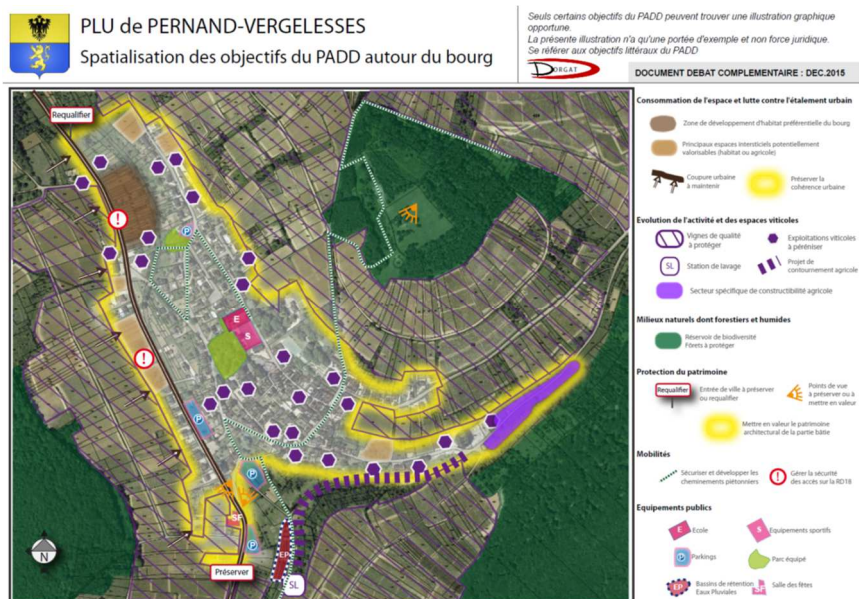 PLU de PERNAND-VERGELESSES
Spatialisation des objectifs du PADD autour du bourg
Seuls certains objectifs du PADD peuvent trouver une illustration graphique
opportune.
La présente illustration n'a qu'une portée d'exemple et non force juridique.
Se référer aux objectifs littéraux du PADD
DORGAT
DOCUMENT DEBAT COMPLEMENTAIRE : DEC.2015
Requalifier
!
P
E
S
!
P
P
SF
P
EP
Préserver
SL
N
Consommation de l'espace et lutte contre l'étalement urbain
Zone de développement d'habitat préférentielle du bourg
Principaux espaces intersticiels potentiellement
valorisables (habitat ou agricole)
Coupure urbaine
à maintenir
Préserver la
cohérence urbaine
Evolution de l'activité et des espaces viticoles
Vignes de qualité
à protéger
Exploitations viticoles
à péréniser
SL
Station de lavage
Projet de
contournement agricole
Secteur spécifique de constructibilité agricole
Milieux naturels dont forestiers et humides
Réservoir de biodiversité
Fôrets à protéger
Protection du patrimoine
Requalifier
Entrée de ville à préserver
ou requalifier
Points de vue
à préserver ou à
mettre en valeur
Mettre en valeur le patrimoine
architectural de la partie bâtie
Mobilités
Sécuriser et développer les
cheminements piétonniers
!
Gérer la sécurité
des accès sur la RD18
Equipements publics
E
Ecole
S
Equipements sportifs
P
Parkings
Parc équipé
EP
Bassins de rétention
Eaux Pluviales
SF
Salle des fêtes